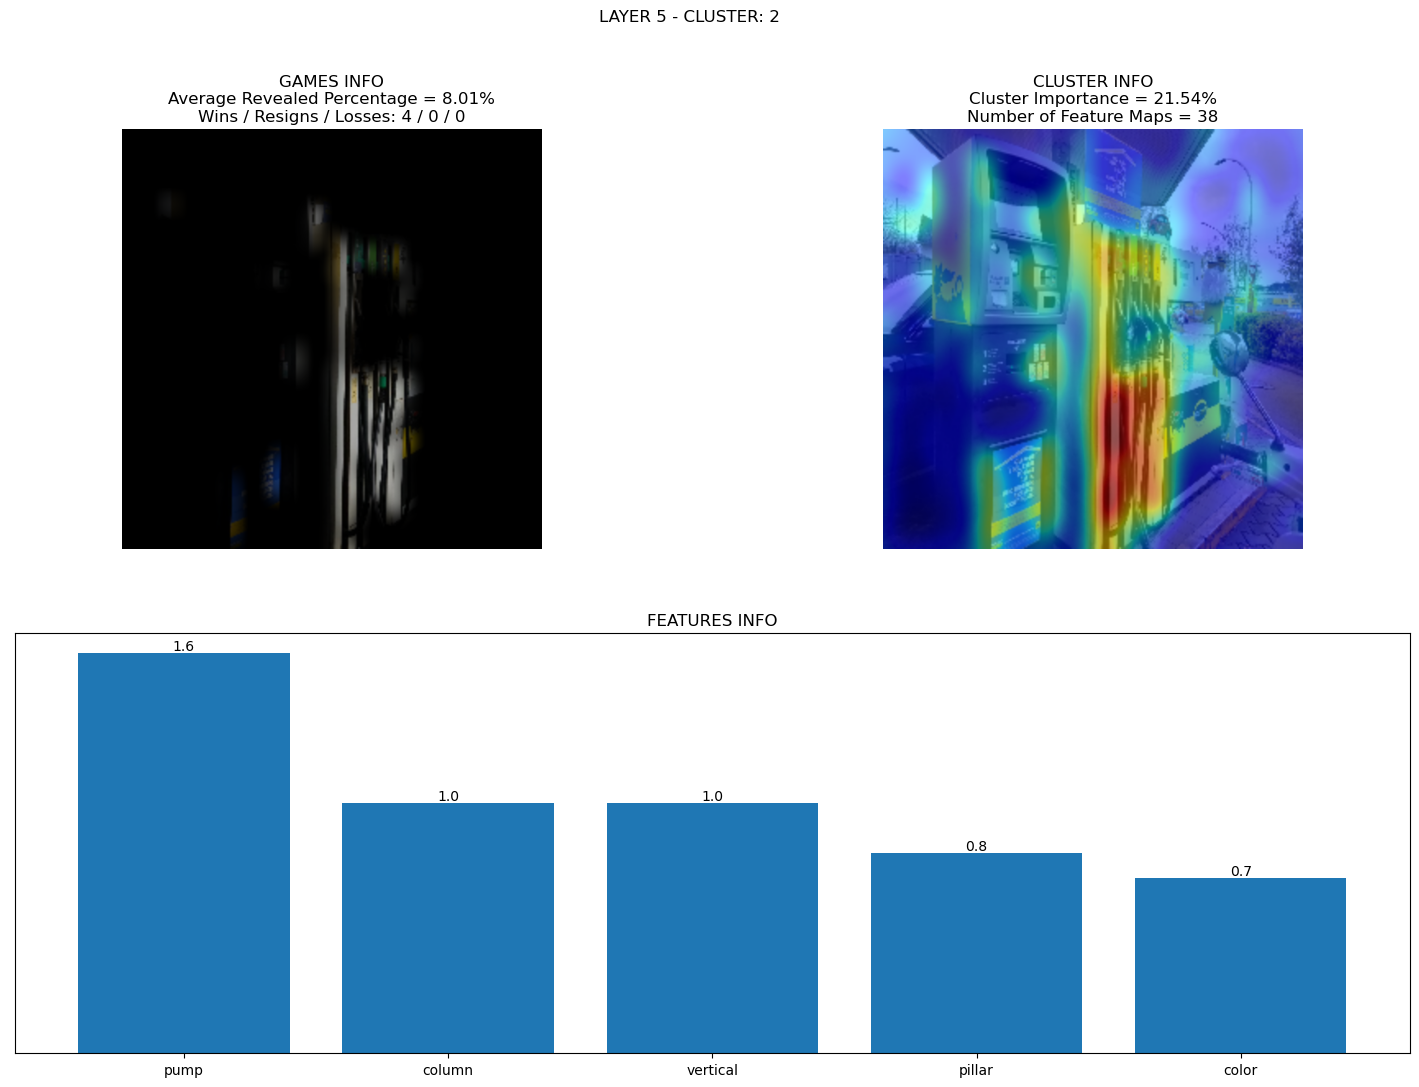 LAYER 5 - CLUSTER: 2
GAMES INFO
Average Revealed Percentage = 8.01%
Wins / Resigns / Losses: 4 / 0 / 0
CLUSTER INFO
Cluster Importance = 21.54%
Number of Feature Maps = 38
FEATURES INFO
1.6
1.0
1.0
0.8
0.7
pump
column
vertical
pillar
color